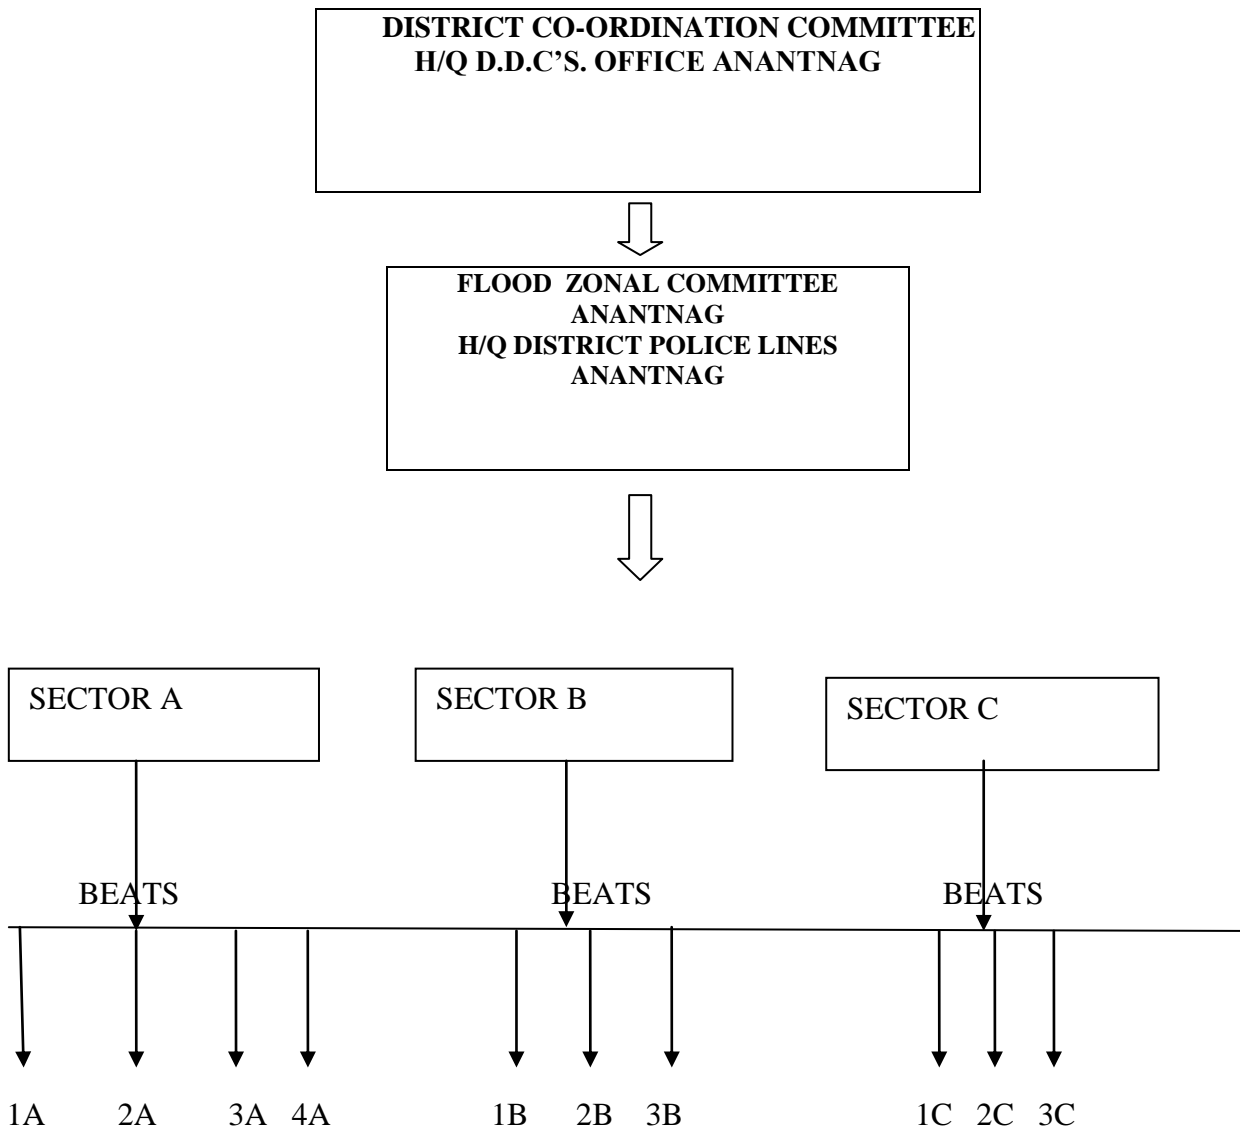 DISTRICT CO-ORDINATION COMMITTEE
H/Q D.D.C'S. OFFICE ANANTNAG
FLOOD ZONAL COMMITTEE
ANANTNAG
H/Q DISTRICT POLICE LINES
ANANTNAG
SECTOR A
SECTOR B
SECTOR C
BEATS
BEATS
BEATS
1A 2A 3A 4A 1B 2B 3B 1C 2C 3C